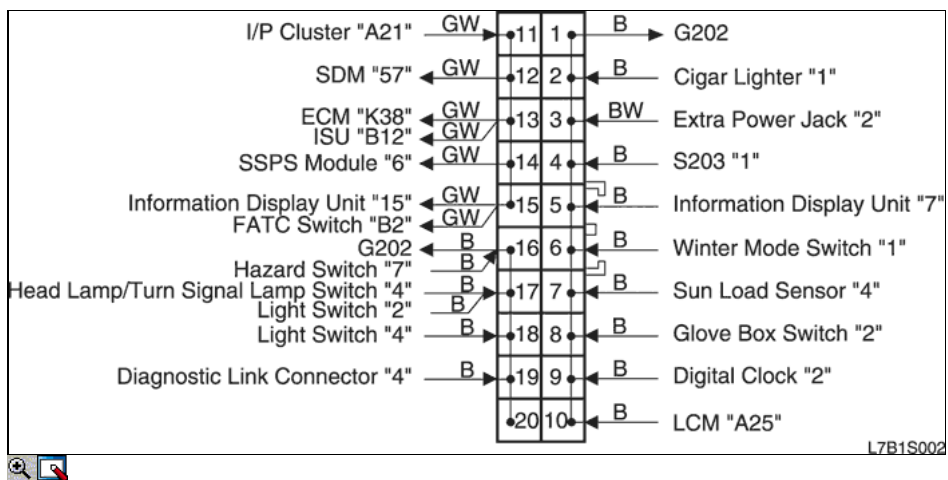 I/P Cluster "A21" GW 11 1 B G202
SDM "57" GW 12 2 B Cigar Lighter "1"
ECM "K38" GW 13 3 BW Extra Power Jack "2"
ISU "B12" GW
SSPS Module "6" GW 14 4 B S203 "1"
Information Display Unit "15" GW 15 5 B Information Display Unit "7"
FATC Switch "B2" GW
G202 B 16 6 B Winter Mode Switch "1"
Hazard Switch "7" B
Head Lamp/Turn Signal Lamp Switch "4" B 17 7 B Sun Load Sensor "4"
Light Switch "2" B
Light Switch "4" B 18 8 B Glove Box Switch "2"
Diagnostic Link Connector "4" B 19 9 B Digital Clock "2"
20 10 B LCM "A25"
L7B1S002